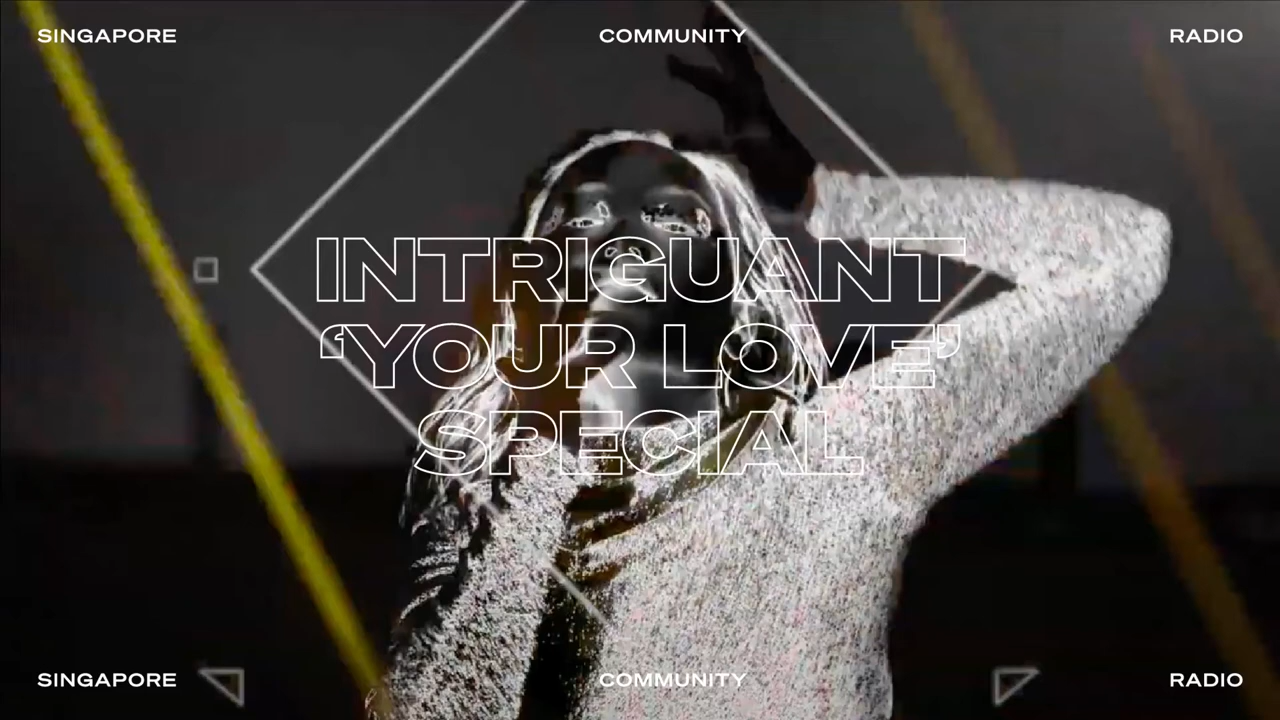 SINGAPORE COMMUNITY RADIO
INTRIGUANT
‘YOUR LOVE’
SPECIAL
SINGAPORE COMMUNITY RADIO